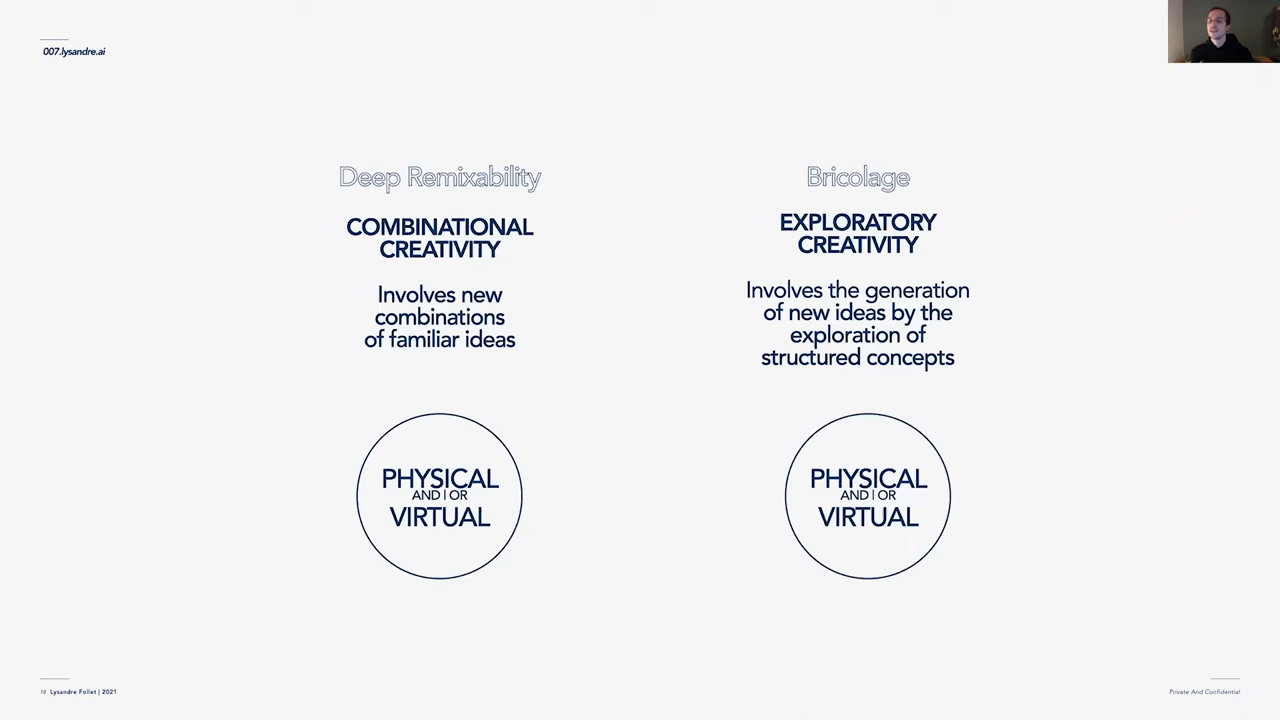 007.lysandre.ai
Deep Remixability
COMBINATIONAL
CREATIVITY
Involves new
combinations
of familiar ideas
PHYSICAL
AND | OR
VIRTUAL
Bricolage
EXPLORATORY
CREATIVITY
Involves the generation
of new ideas by the
exploration of
structured concepts
PHYSICAL
AND | OR
VIRTUAL
18 Lysandre Follet | 2021
Private And Confidential